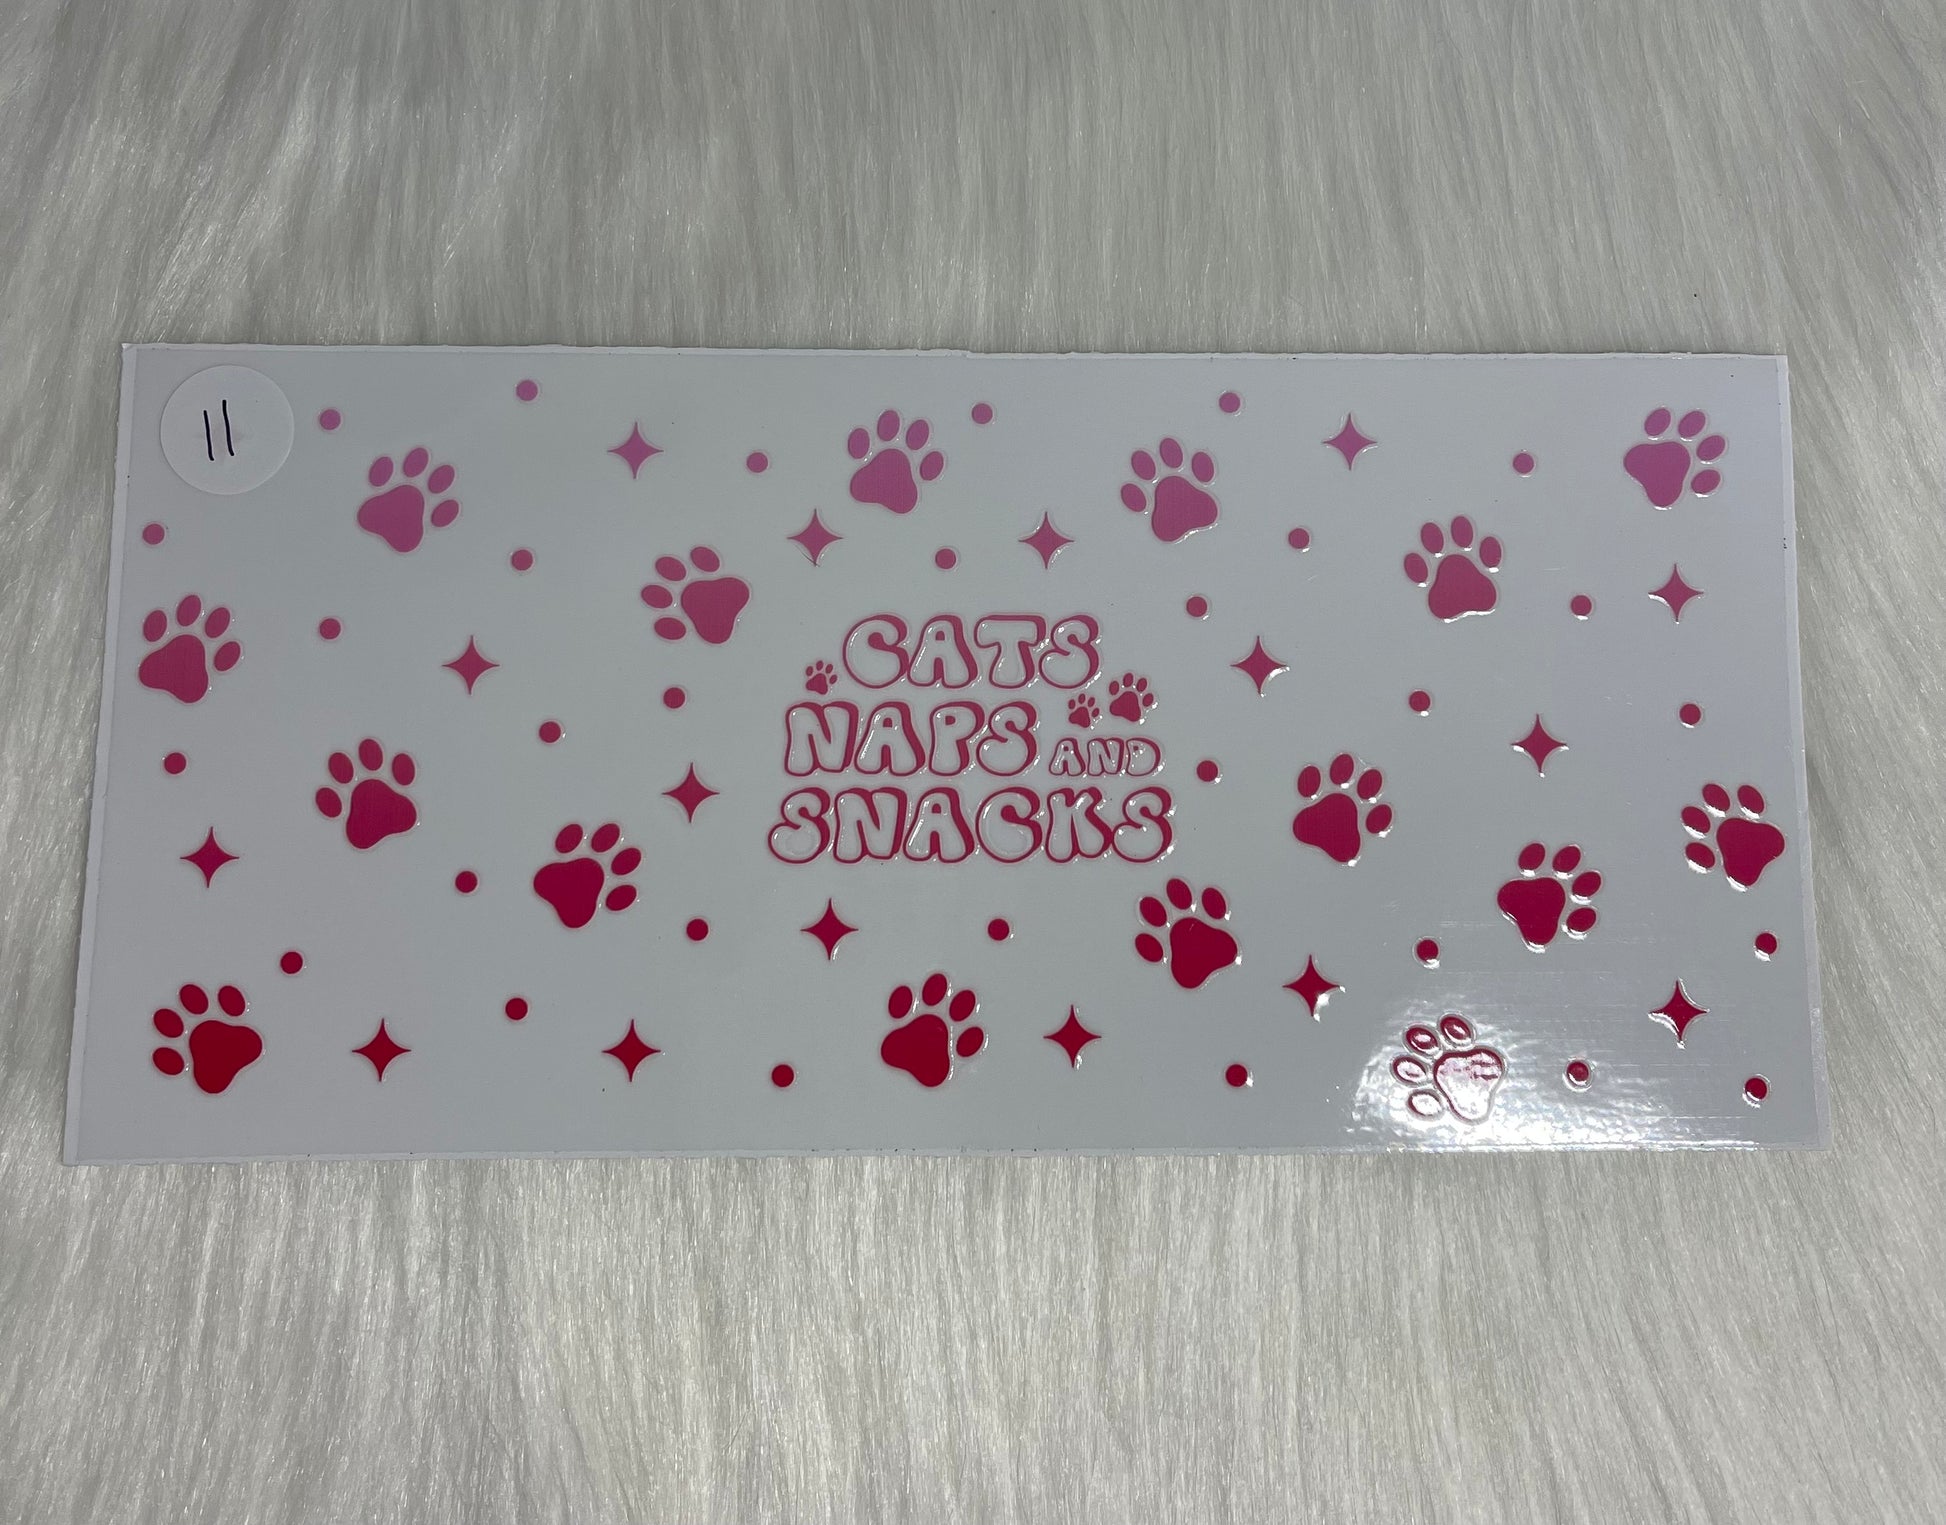 11
CATS
NAPS AND
SNACKS